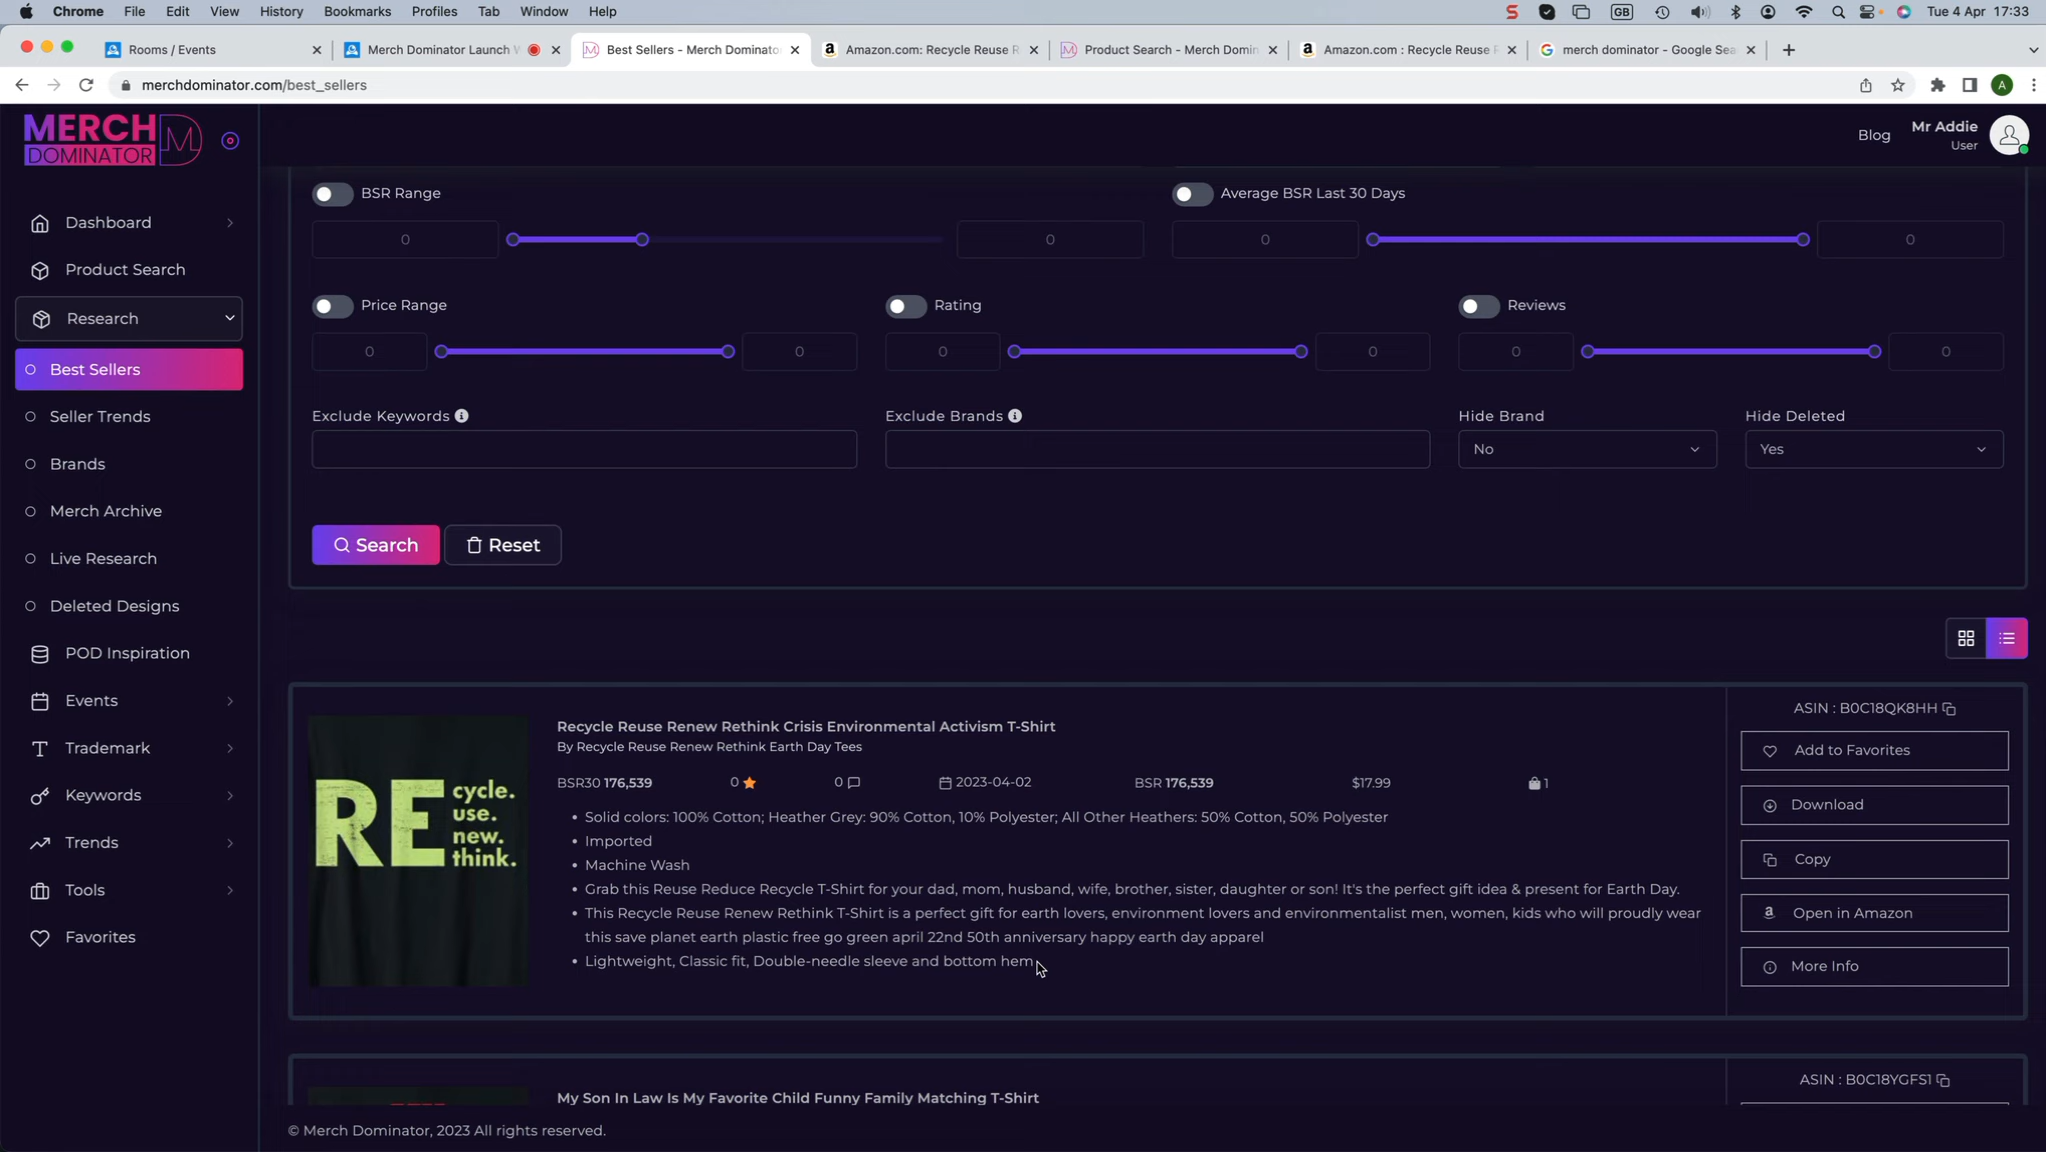 Chrome File Edit View History Bookmarks Profiles Tab Window Help
GB Tue 4 Apr 17:33
Rooms / Events
Merch Dominator Launch
Best Sellers - Merch Dominator
Amazon.com: Recycle Reuse R
Product Search - Merch Domin
Amazon.com : Recycle Reuse
merch dominator - Google Sea
merchdominator.com/best_sellers
A
MERCH
DOMINATOR
Blog
Mr Addie
User
Dashboard
Product Search
Research
Best Sellers
Seller Trends
Brands
Merch Archive
Live Research
Deleted Designs
POD Inspiration
Events
Trademark
Keywords
Trends
Tools
Favorites
BSR Range
Average BSR Last 30 Days
0 0 0 0
Price Range
Rating
Reviews
0 0 0 0 0 0
Exclude Keywords
Exclude Brands
Hide Brand
Hide Deleted
No
Yes
Search
Reset
RE
cycle.
use.
new.
think.
Recycle Reuse Renew Rethink Crisis Environmental Activism T-Shirt
By Recycle Reuse Renew Rethink Earth Day Tees
BSR30 176,539 0 0 2023-04-02 BSR 176,539 $17.99 1
• Solid colors: 100% Cotton; Heather Grey: 90% Cotton, 10% Polyester; All Other Heathers: 50% Cotton, 50% Polyester
• Imported
• Machine Wash
• Grab this Reuse Reduce Recycle T-Shirt for your dad, mom, husband, wife, brother, sister, daughter or son! It's the perfect gift idea & present for Earth Day.
• This Recycle Reuse Renew Rethink T-Shirt is a perfect gift for earth lovers, environment lovers and environmentalist men, women, kids who will proudly wear
this save planet earth plastic free go green april 22nd 50th anniversary happy earth day apparel
• Lightweight, Classic fit, Double-needle sleeve and bottom hem
ASIN : B0C18QK8HH
Add to Favorites
Download
Copy
Open in Amazon
More Info
My Son In Law Is My Favorite Child Funny Family Matching T-Shirt
ASIN : B0C18YGFS1
© Merch Dominator, 2023 All rights reserved.